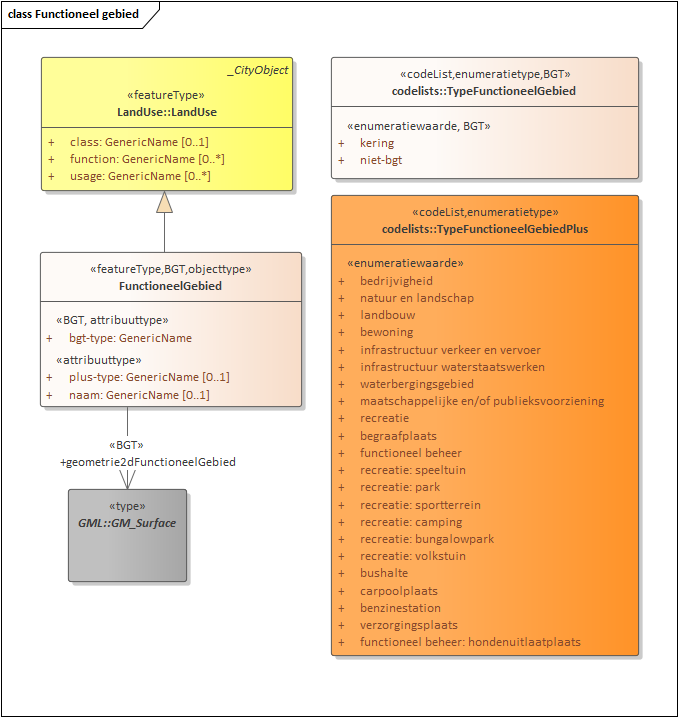 class Functioneel gebied
_CityObject
«featureType»
LandUse::LandUse
+ class: GenericName [0..1]
+ function: GenericName [0..*]
+ usage: GenericName [0..*]
«featureType,BGT,objecttype»
FunctioneelGebied
«BGT, attribuuttype»
+ bgt-type: GenericName
«attribuuttype»
+ plus-type: GenericName [0..1]
+ naam: GenericName [0..1]
«BGT»
+geometrie2dFunctioneelGebied
«type»
GML::GM_Surface
«codeList,enumeratietype,BGT»
codelists::TypeFunctioneelGebied
«enumeratiewaarde, BGT»
+ kering
+ niet-bgt
«codeList,enumeratietype»
codelists::TypeFunctioneelGebiedPlus
«enumeratiewaarde»
+ bedrijvigheid
+ natuur en landschap
+ landbouw
+ bewoning
+ infrastructuur verkeer en vervoer
+ infrastructuur waterstaatswerken
+ waterbergingsgebied
+ maatschappelijke en/of publieksvoorziening
+ recreatie
+ begraafplaats
+ functioneel beheer
+ recreatie: speeltuin
+ recreatie: park
+ recreatie: sportterrein
+ recreatie: camping
+ recreatie: bungalowpark
+ recreatie: volkstuin
+ bushalte
+ carpoolplaats
+ benzinestation
+ verzorgingsplaats
+ functioneel beheer: hondenuitlaatplaats